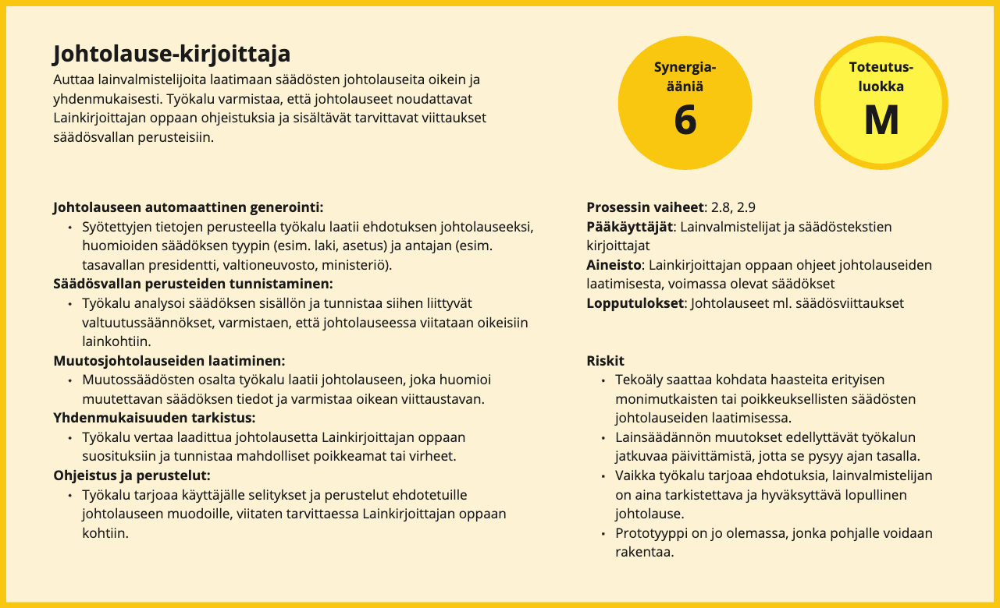 Johtolause-kirjoittaja
Auttaa lainvalmistelijoita laatimaan säädösten johtolauseita oikein ja
yhdenmukaisesti. Työkalu varmistaa, että johtolauseet noudattavat
Lainkirjoittajan oppaan ohjeistuksia ja sisältävät tarvittavat viittaukset
säädösvallan perusteisiin.
Synergia-
ääniä
6
Toteutus-
luokka
M
Johtolauseen automaattinen generointi:
• Syötettyjen tietojen perusteella työkalu laatii ehdotuksen johtolauseeksi,
huomioiden säädöksen tyypin (esim. laki, asetus) ja antajan (esim.
tasavallan presidentti, valtioneuvosto, ministeriö).
Säädösvallan perusteiden tunnistaminen:
• Työkalu analysoi säädöksen sisällön ja tunnistaa siihen liittyvät
valtuutussäännökset, varmistaen, että johtolauseessa viitataan oikeisiin
lainkohtiin.
Muutosjohtolauseiden laatiminen:
• Muutossäädösten osalta työkalu laatii johtolauseen, joka huomioi
muutettavan säädöksen tiedot ja varmistaa oikean viittaustavan.
Yhdenmukaisuuden tarkistus:
• Työkalu vertaa laadittua johtolausetta Lainkirjoittajan oppaan
suosituksiin ja tunnistaa mahdolliset poikkeamat tai virheet.
Ohjeistus ja perustelut:
• Työkalu tarjoaa käyttäjälle selitykset ja perustelut ehdotetuille
johtolauseen muodoille, viitaten tarvittaessa Lainkirjoittajan oppaan
kohtiin.
Prosessin vaiheet: 2.8, 2.9
Pääkäyttäjät: Lainvalmistelijat ja säädöstekstien
kirjoittajat
Aineisto: Lainkirjoittajan oppaan ohjeet johtolauseiden
laatimisesta, voimassa olevat säädökset
Lopputulokset: Johtolauseet ml. säädösviittaukset
Riskit
• Tekoäly saattaa kohdata haasteita erityisen
monimutkaisten tai poikkeuksellisten säädösten
johtolauseiden laatimisessa.
• Lainsäädännön muutokset edellyttävät työkalun
jatkuvaa päivittämistä, jotta se pysyy ajan tasalla.
• Vaikka työkalu tarjoaa ehdotuksia, lainvalmistelijan
on aina tarkistettava ja hyväksyttävä lopullinen
johtolause.
• Prototyyppi on jo olemassa, jonka pohjalle voidaan
rakentaa.